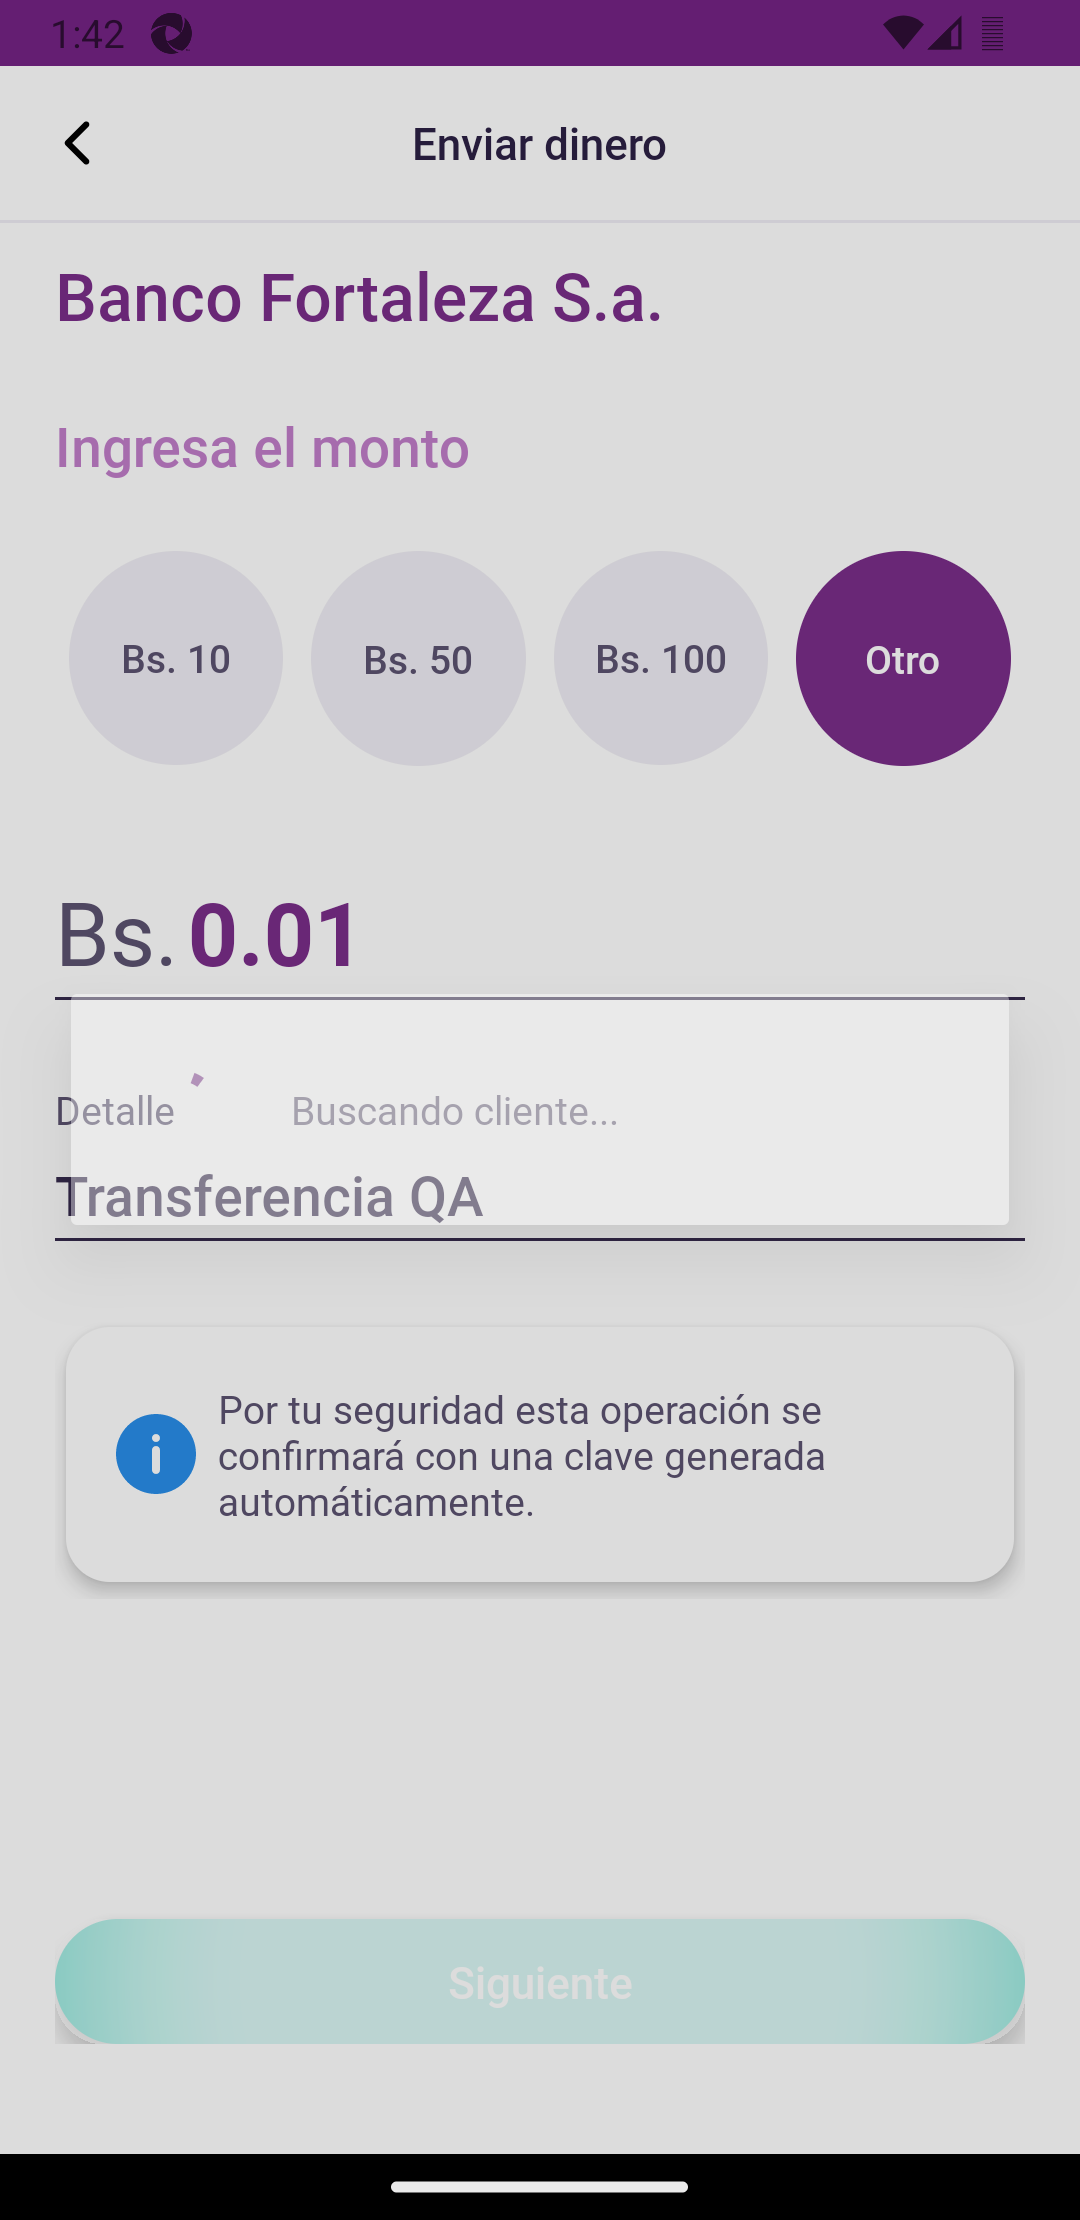 1:42
Enviar dinero
Banco Fortaleza S.a.
Ingresa el monto
Bs. 10
Bs. 50
Bs. 100
Otro
Bs. 0.01
Detalle
Buscando cliente...
Transferencia QA
Por tu seguridad esta operación se
confirmará con una clave generada
automáticamente.
Siguiente